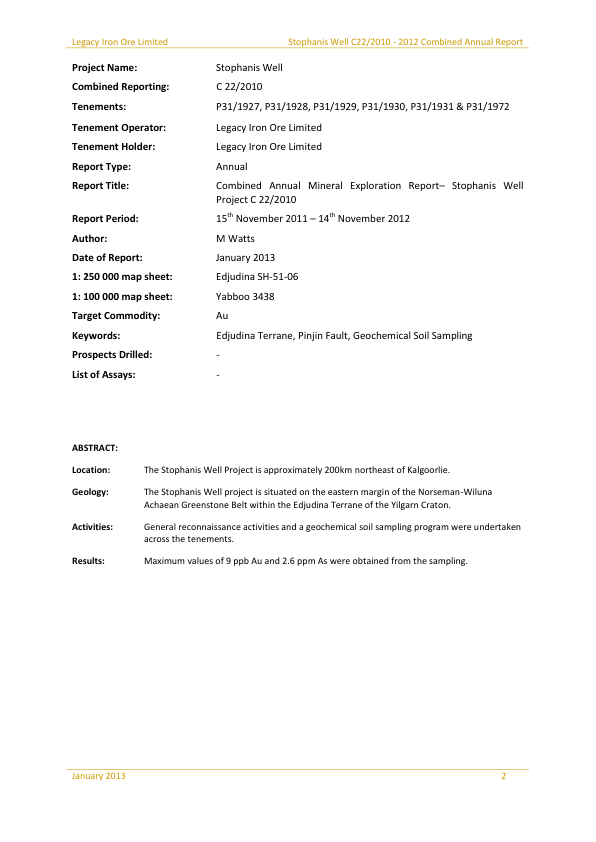 Legacy Iron Ore Limited Stophanis Well C22/2010 - 2012 Combined Annual Report
Project Name: Stophanis Well
Combined Reporting: C 22/2010
Tenements: P31/1927, P31/1928, P31/1929, P31/1930, P31/1931 & P31/1972
Tenement Operator: Legacy Iron Ore Limited
Tenement Holder: Legacy Iron Ore Limited
Report Type: Annual
Report Title: Combined Annual Mineral Exploration Report– Stophanis Well
Project C 22/2010
Report Period: 15th November 2011 – 14th November 2012
Author: M Watts
Date of Report: January 2013
1: 250 000 map sheet: Edjudina SH-51-06
1: 100 000 map sheet: Yabboo 3438
Target Commodity: Au
Keywords: Edjudina Terrane, Pinjin Fault, Geochemical Soil Sampling
Prospects Drilled: -
List of Assays: -
ABSTRACT:
Location: The Stophanis Well Project is approximately 200km northeast of Kalgoorlie.
Geology: The Stophanis Well project is situated on the eastern margin of the Norseman-Wiluna
Achaean Greenstone Belt within the Edjudina Terrane of the Yilgarn Craton.
Activities: General reconnaissance activities and a geochemical soil sampling program were undertaken
across the tenements.
Results: Maximum values of 9 ppb Au and 2.6 ppm As were obtained from the sampling.
January 2013 2